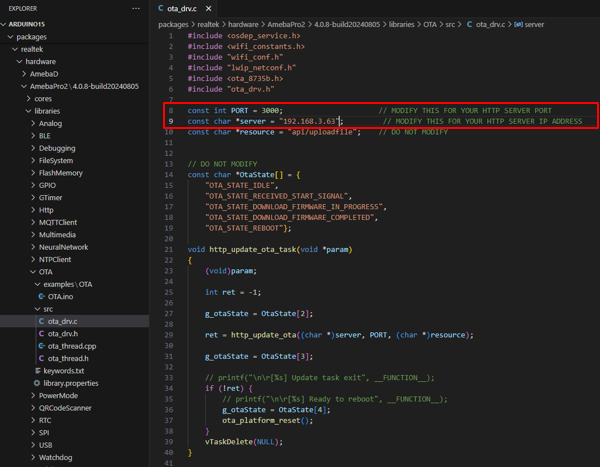 EXPLORER
ARDUINO15
packages
realtek
hardware
AmebaD
AmebaPro2\4.0.8-build20240805
cores
libraries
Analog
BLE
Debugging
FileSystem
FlashMemory
GPIO
GTimer
Http
MQTTClient
Multimedia
NeuralNetwork
NTPClient
OTA
examples\OTA
OTA.ino
src
ota_drv.c
ota_drv.h
ota_thread.cpp
ota_thread.h
keywords.txt
library.properties
PowerMode
QRCodeScanner
RTC
SPI
USB
Watchdog
ota_drv.c
packages > realtek > hardware > AmebaPro2 > 4.0.8-build20240805 > libraries > OTA > src > ota_drv.c > server
1 #include <osdep_service.h>
2 #include <wifi_constants.h>
3 #include "wifi_conf.h"
4 #include "lwip_netconf.h"
5 #include "ota_8735b.h"
6 #include "ota_drv.h"
7
8 const int PORT = 3000; // MODIFY THIS FOR YOUR HTTP SERVER PORT
9 const char *server = "192.168.3.63"; // MODIFY THIS FOR YOUR HTTP SERVER IP ADDRESS
10 const char *resource = "api/uploadfile"; // DO NOT MODIFY
11
12
13 // DO NOT MODIFY
14 const char *OtaState[] = {
15 "OTA_STATE_IDLE",
16 "OTA_STATE_RECEIVED_START_SIGNAL",
17 "OTA_STATE_DOWNLOAD_FIRMWARE_IN_PROGRESS",
18 "OTA_STATE_DOWNLOAD_FIRMWARE_COMPLETED",
19 "OTA_STATE_REBOOT"};
20
21 void http_update_ota_task(void *param)
22 {
23 (void)param;
24
25 int ret = -1;
26
27 g_otaState = OtaState[2];
28
29 ret = http_update_ota((char *)server, PORT, (char *)resource);
30
31 g_otaState = OtaState[3];
32
33 // printf("\n\r[%s] Update task exit", __FUNCTION__);
34 if (!ret) {
35 // printf("\n\r[%s] Ready to reboot", __FUNCTION__);
36 g_otaState = OtaState[4];
37 ota_platform_reset();
38 }
39 vTaskDelete(NULL);
40 }
41